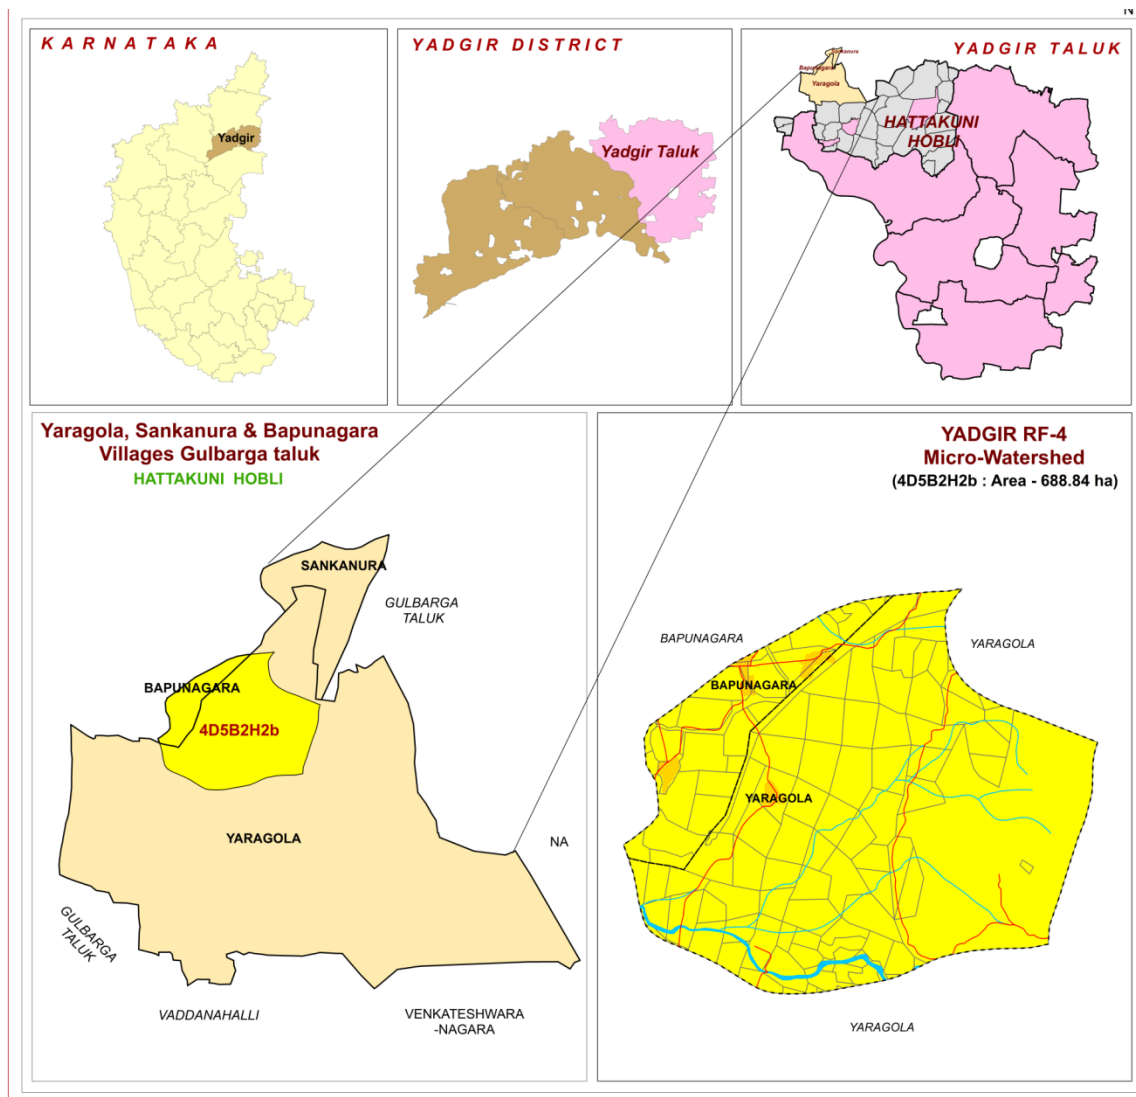 N
K A R N A T A K A
Yadgir
YADGIR DISTRICT
Yadgir Taluk
YADGIR TALUK
Sankanura
Bapunagara
Yaragola
HATTAKUNI
HOBLI
Yaragola, Sankanura & Bapunagara
Villages Gulbarga taluk
HATTAKUNI HOBLI
SANKANURA
GULBARGA
TALUK
BAPUNAGARA
4D5B2H2b
YARAGOLA
NA
GULBARGA
TALUK
VADDANAHALLI
VENKATESHWARA
-NAGARA
YADGIR RF-4
Micro-Watershed
(4D5B2H2b : Area - 688.84 ha)
BAPUNAGARA
YARAGOLA
BAPUNAGARA
YARAGOLA
YARAGOLA